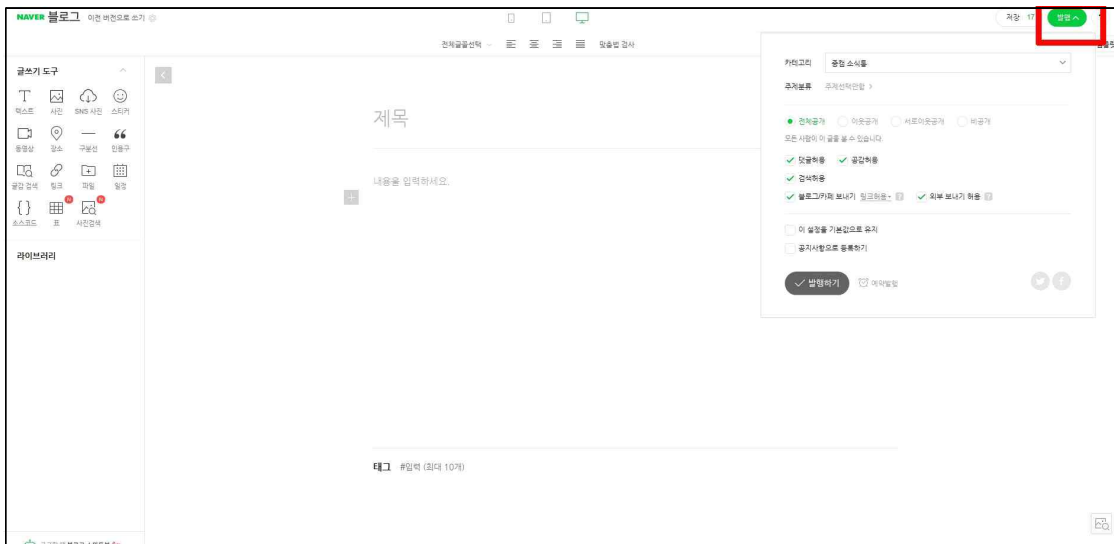 NAVER 블로그 이전 버전으로 쓰기
저장 17
발행
전체글꼴선택
맞춤법 검사
글쓰기 도구
텍스트 사진 SNS 사진 스티커
동영상 장소 구분선 인용구
글감 검색 링크 파일 일정
소스코드 표 사진검색
라이브러리
제목
내용을 입력하세요.
태그 #입력 (최대 10개)
카테고리
주제분류 주제선택안함 >
전체공개 이웃공개 서로이웃공개 비공개
모든 사람이 이 글을 볼 수 있습니다.
댓글허용 공감허용
검색허용
블로그/카페 보내기 링크허용 ? 외부 보내기 허용 ?
이 설정을 기본값으로 유지
공지사항으로 등록하기
발행하기 예약발행